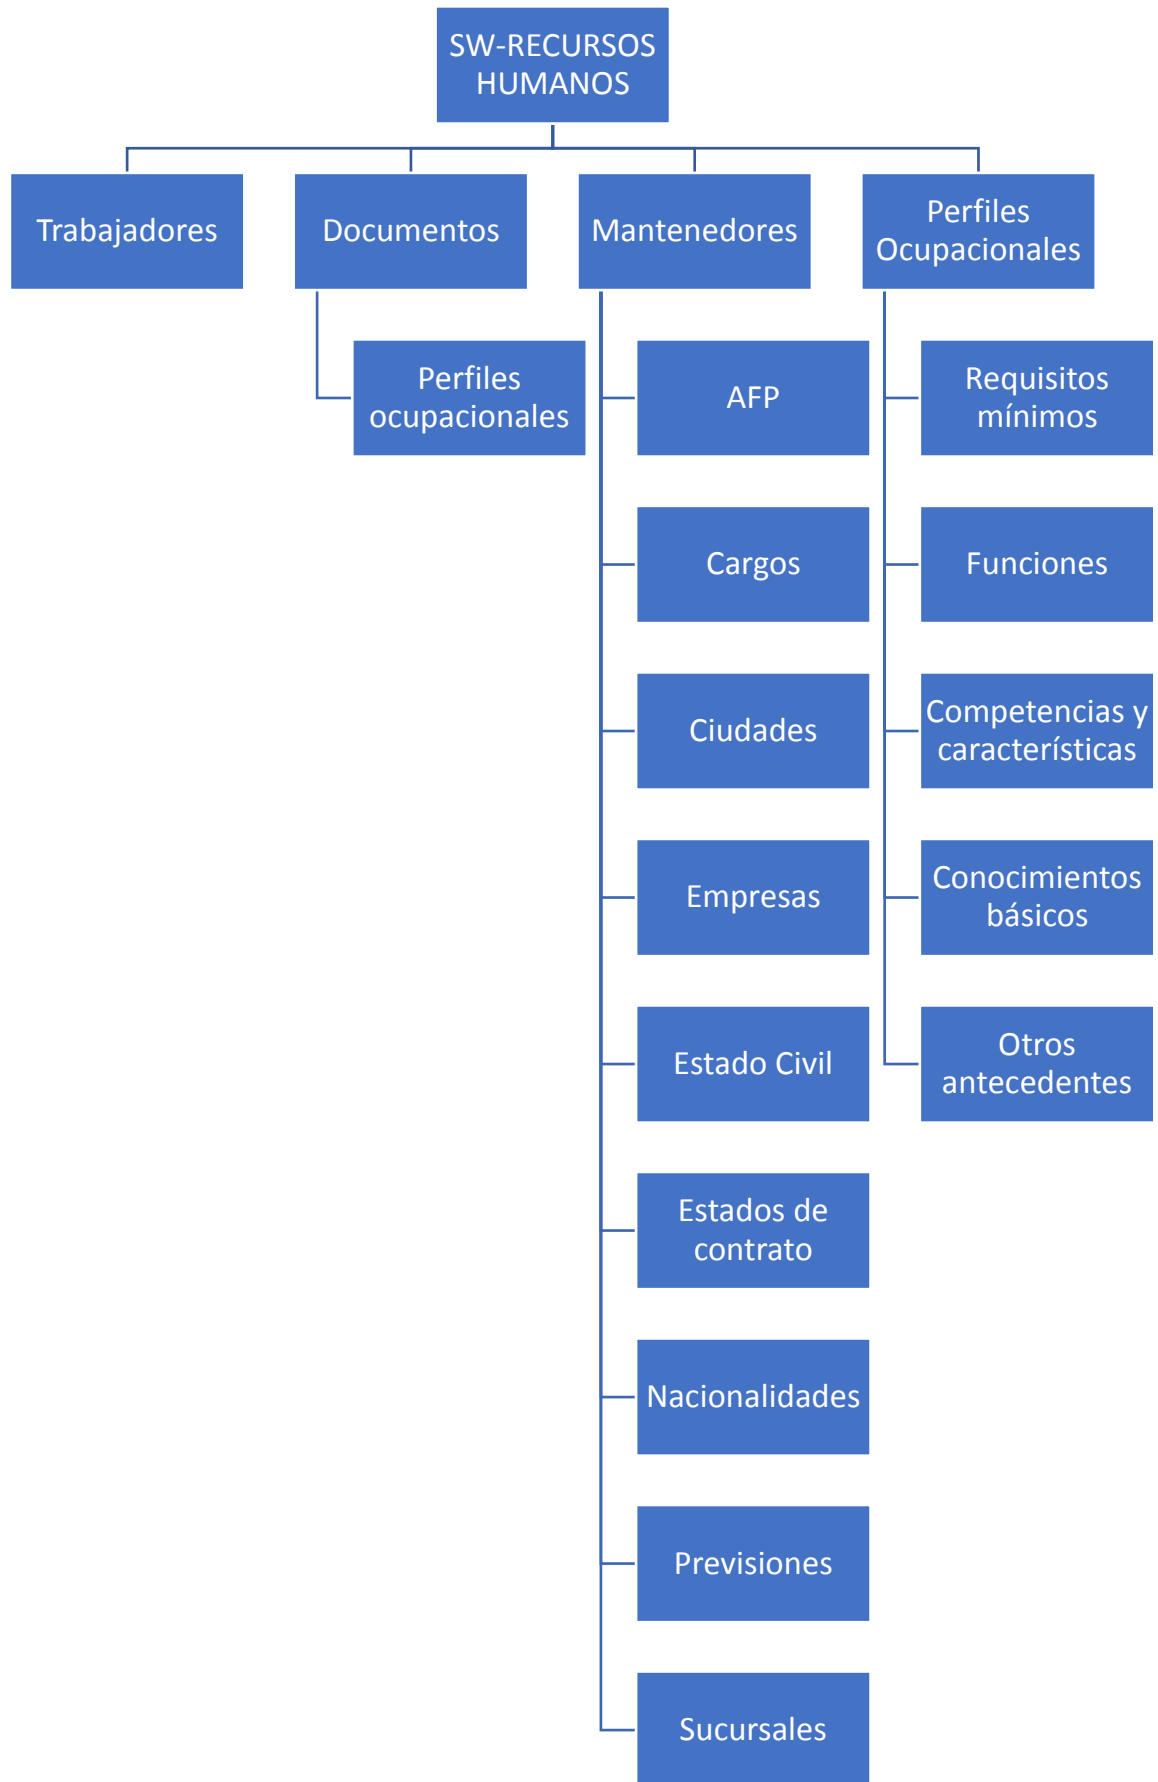 SW-RECURSOS
HUMANOS
Trabajadores
Documentos
Mantenedores
Perfiles
Ocupacionales
Perfiles
ocupacionales
AFP
Cargos
Ciudades
Empresas
Estado Civil
Estados de
contrato
Nacionalidades
Previsiones
Sucursales
Requisitos
mínimos
Funciones
Competencias y
características
Conocimientos
básicos
Otros
antecedentes